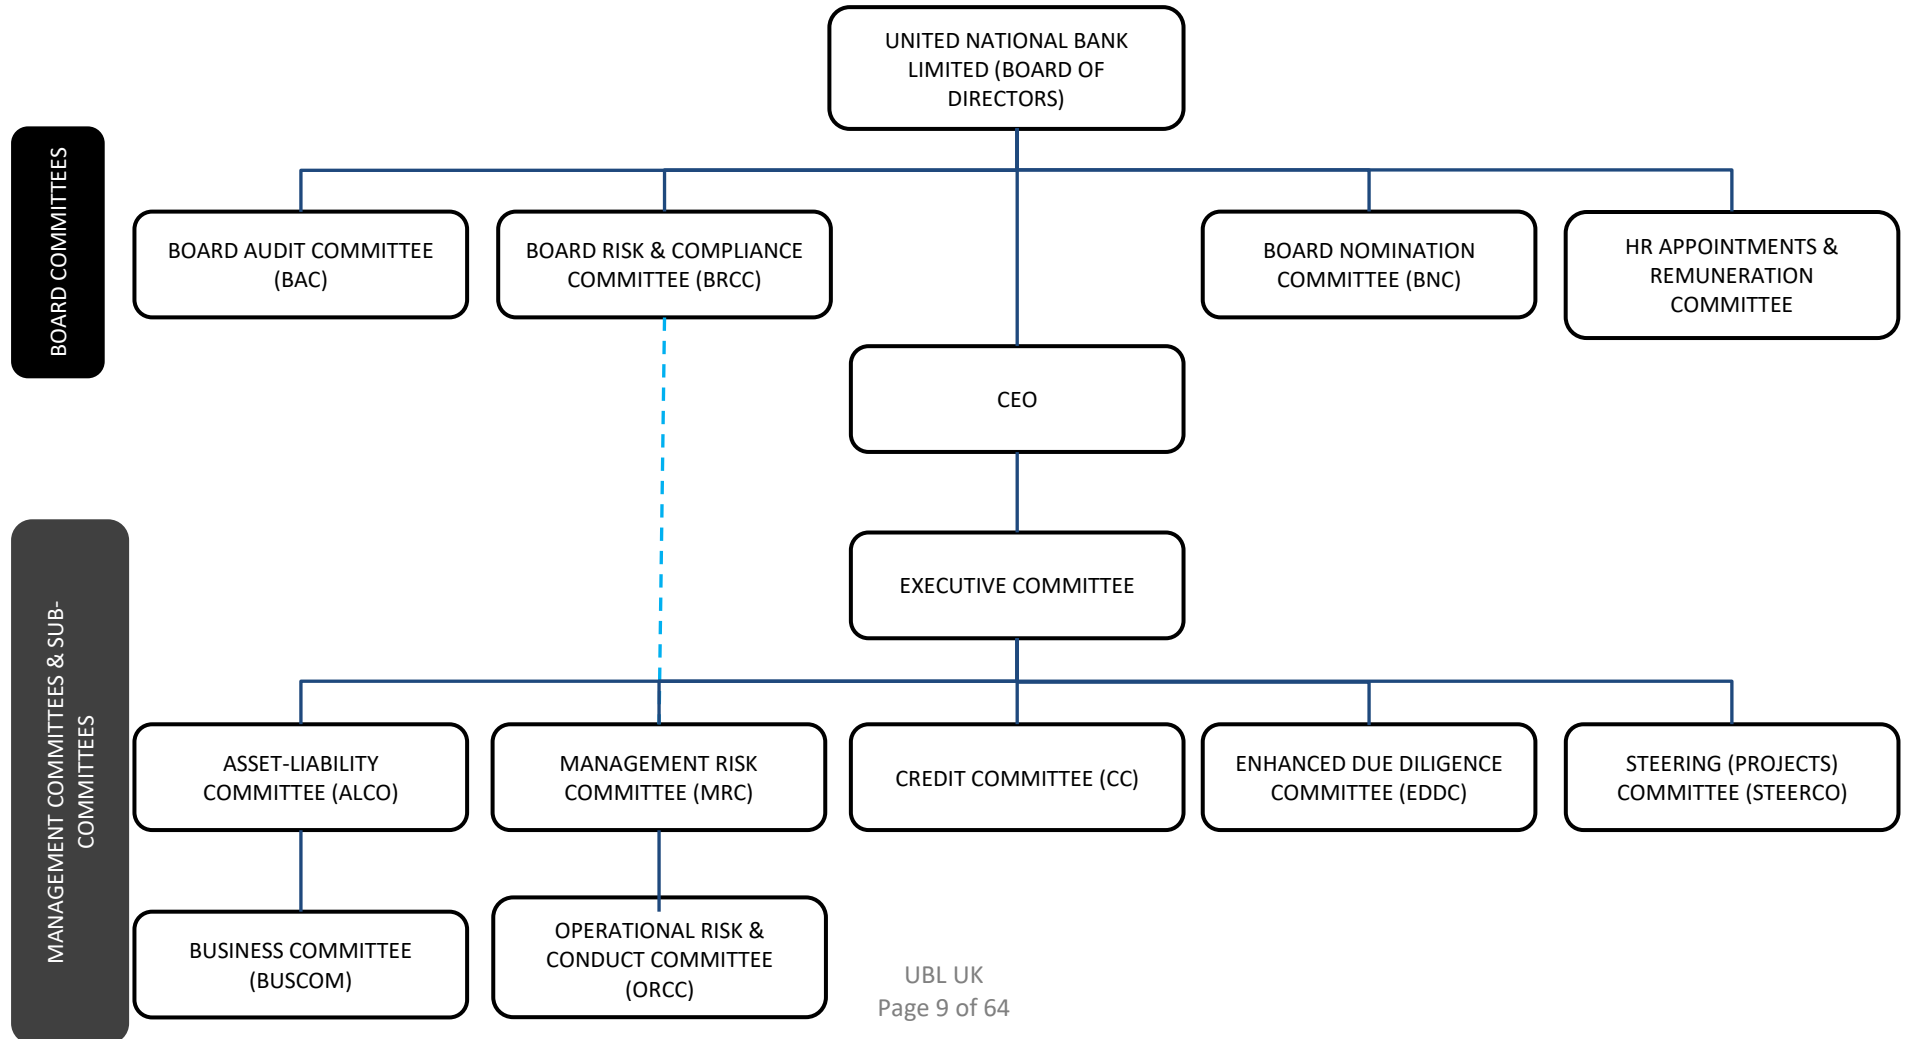 UNITED NATIONAL BANK
LIMITED (BOARD OF
DIRECTORS)
BOARD COMMITTEES
BOARD AUDIT COMMITTEE
(BAC)
BOARD RISK & COMPLIANCE
COMMITTEE (BRCC)
BOARD NOMINATION
COMMITTEE (BNC)
HR APPOINTMENTS &
REMUNERATION
COMMITTEE
CEO
EXECUTIVE COMMITTEE
MANAGEMENT COMMITTEES & SUB-
COMMITTEES
ASSET-LIABILITY
COMMITTEE (ALCO)
MANAGEMENT RISK
COMMITTEE (MRC)
CREDIT COMMITTEE (CC)
ENHANCED DUE DILIGENCE
COMMITTEE (EDDC)
STEERING (PROJECTS)
COMMITTEE (STEERCO)
BUSINESS COMMITTEE
(BUSCOM)
OPERATIONAL RISK &
CONDUCT COMMITTEE
(ORCC)
UBL UK
Page 9 of 64